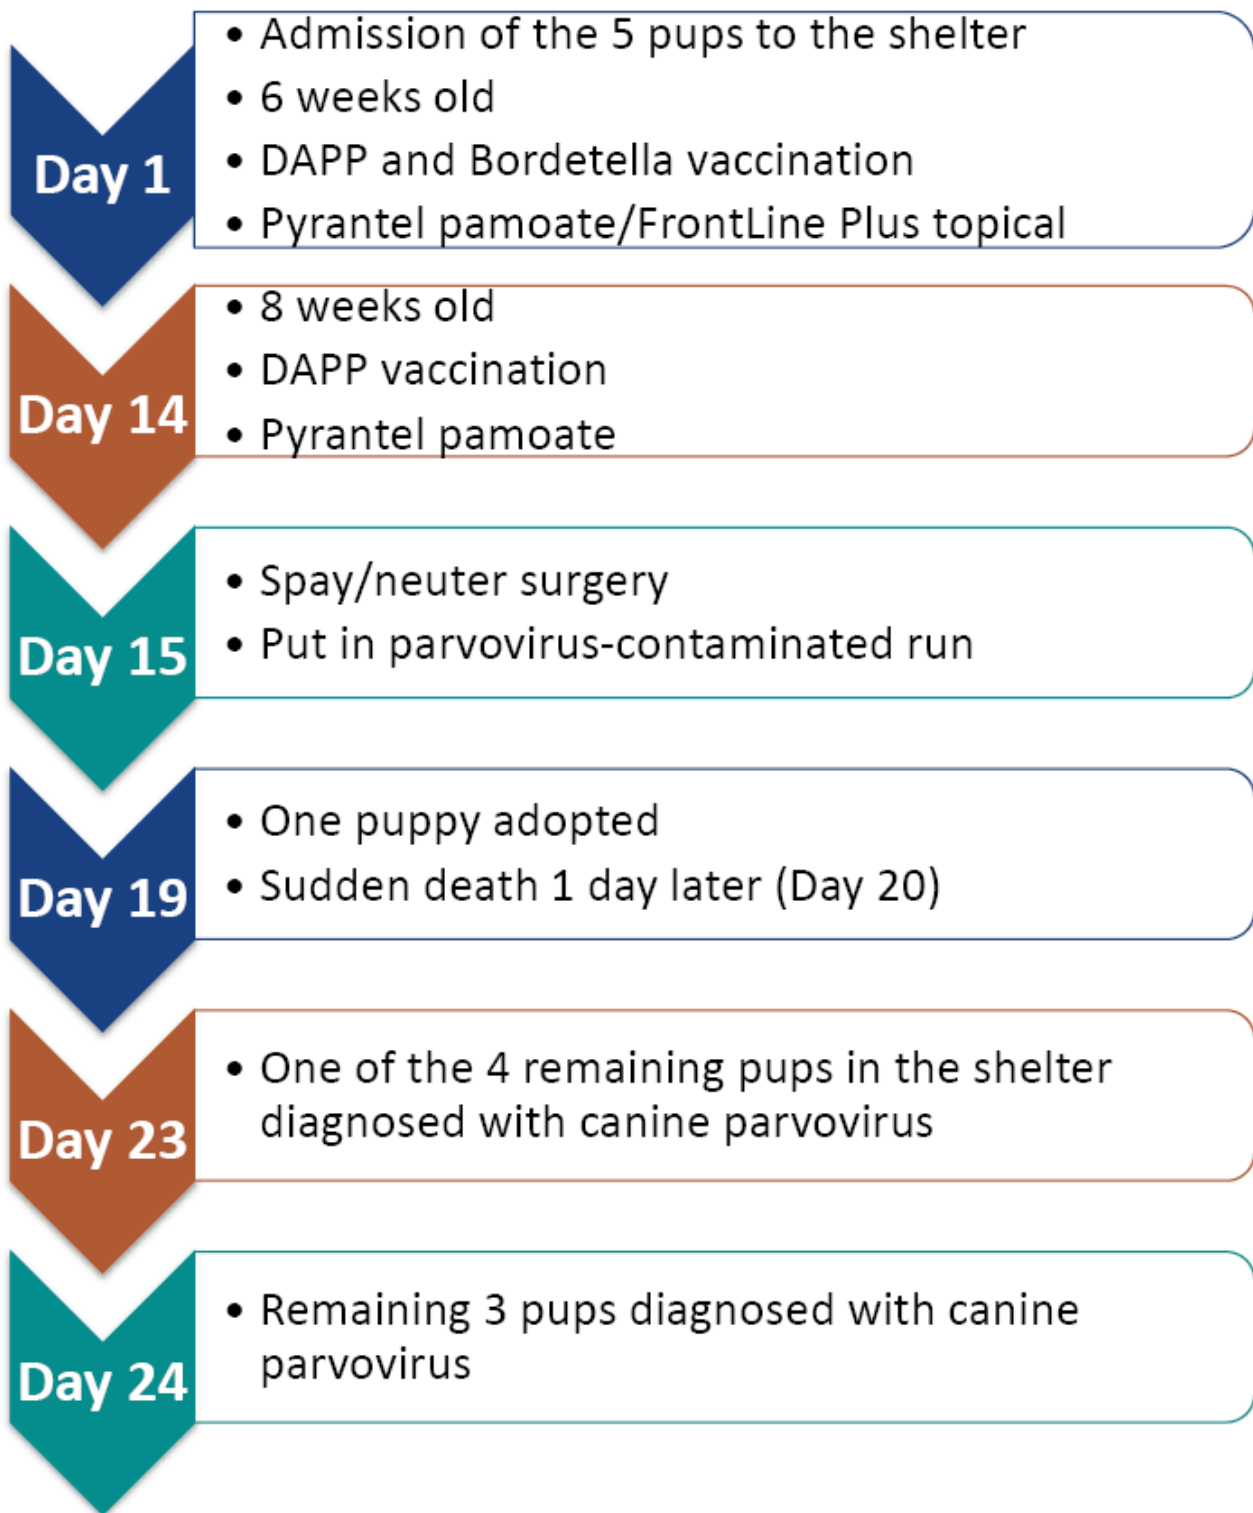 Day 1
• Admission of the 5 pups to the shelter
• 6 weeks old
• DAPP and Bordetella vaccination
• Pyrantel pamoate/FrontLine Plus topical
Day 14
• 8 weeks old
• DAPP vaccination
• Pyrantel pamoate
Day 15
• Spay/neuter surgery
• Put in parvovirus-contaminated run
Day 19
• One puppy adopted
• Sudden death 1 day later (Day 20)
Day 23
• One of the 4 remaining pups in the shelter
diagnosed with canine parvovirus
Day 24
• Remaining 3 pups diagnosed with canine
parvovirus